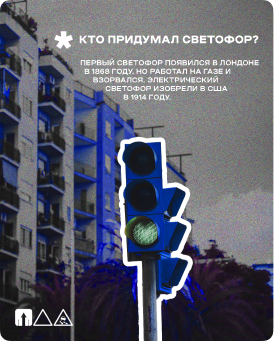 * КТО ПРИДУМАЛ СВЕТОФОР?
ПЕРВЫЙ СВЕТОФОР ПОЯВИЛСЯ В ЛОНДОНЕ
В 1868 ГОДУ, НО РАБОТАЛ НА ГАЗЕ И
ВЗОРВАЛСЯ. ЭЛЕКТРИЧЕСКИЙ
СВЕТОФОР ИЗОБРЕЛИ В США
В 1914 ГОДУ.